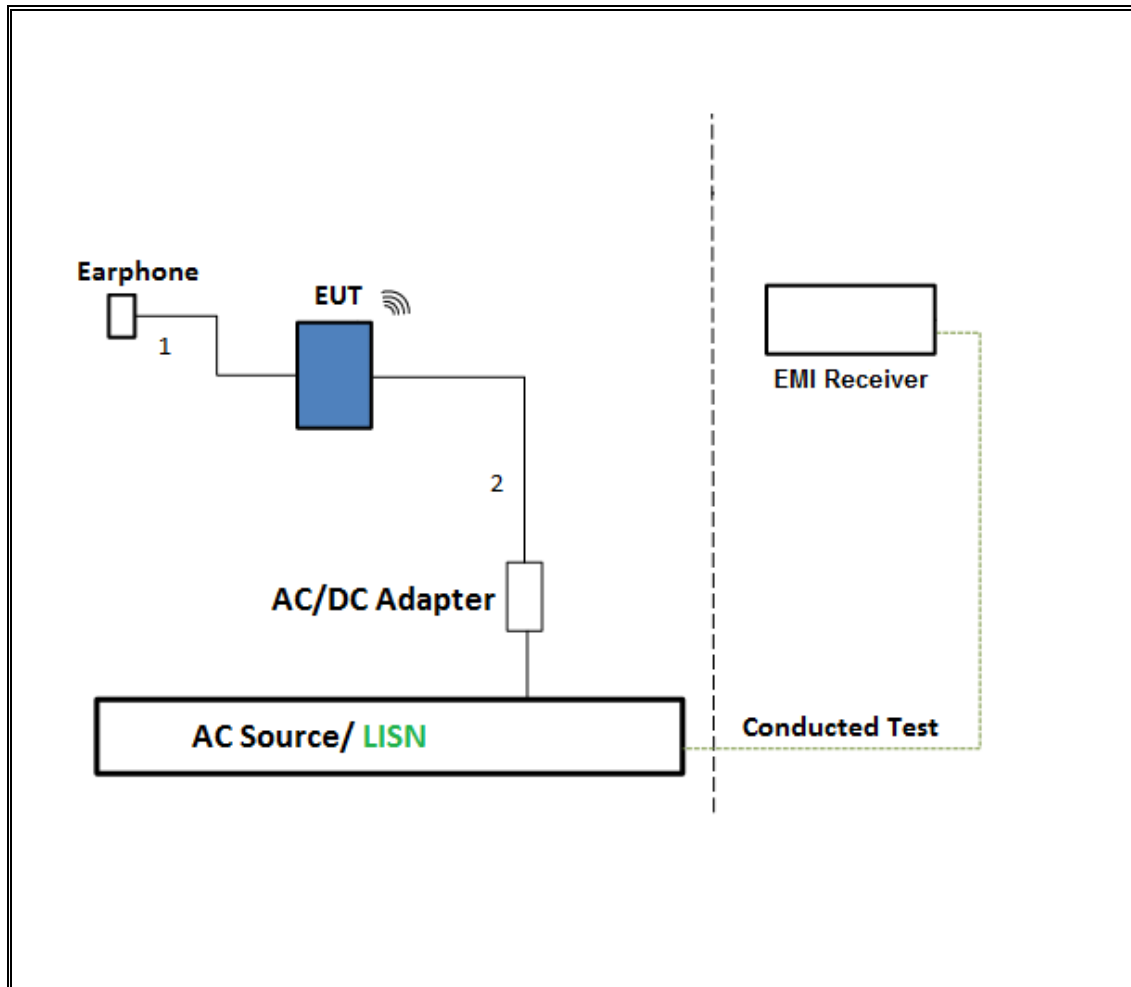 Earphone
1
EUT
EMI Receiver
2
AC/DC Adapter
AC Source/ LISN
Conducted Test